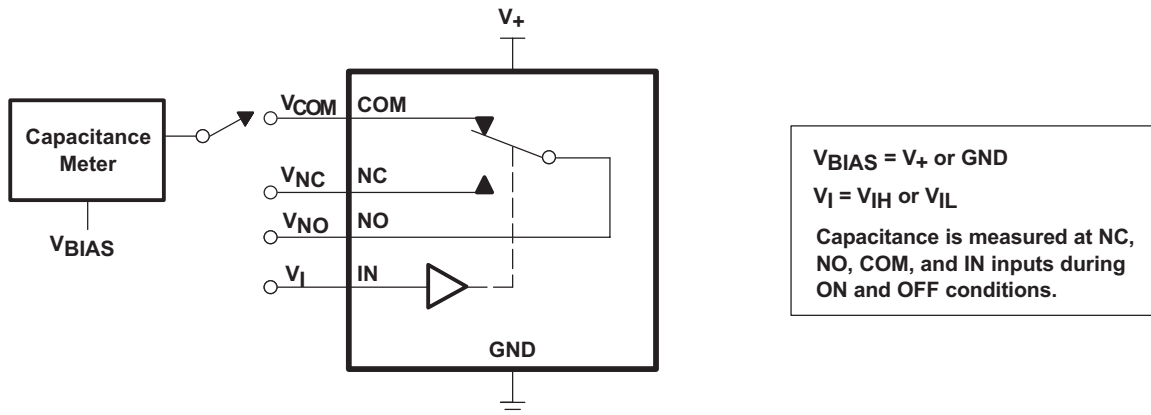 V+
VCOM COM
Capacitance
Meter
VBIAS
VNC NC
VNO NO
VI IN
GND
VBIAS = V+ or GND
VI = VIH or VIL
Capacitance is measured at NC,
NO, COM, and IN inputs during
ON and OFF conditions.